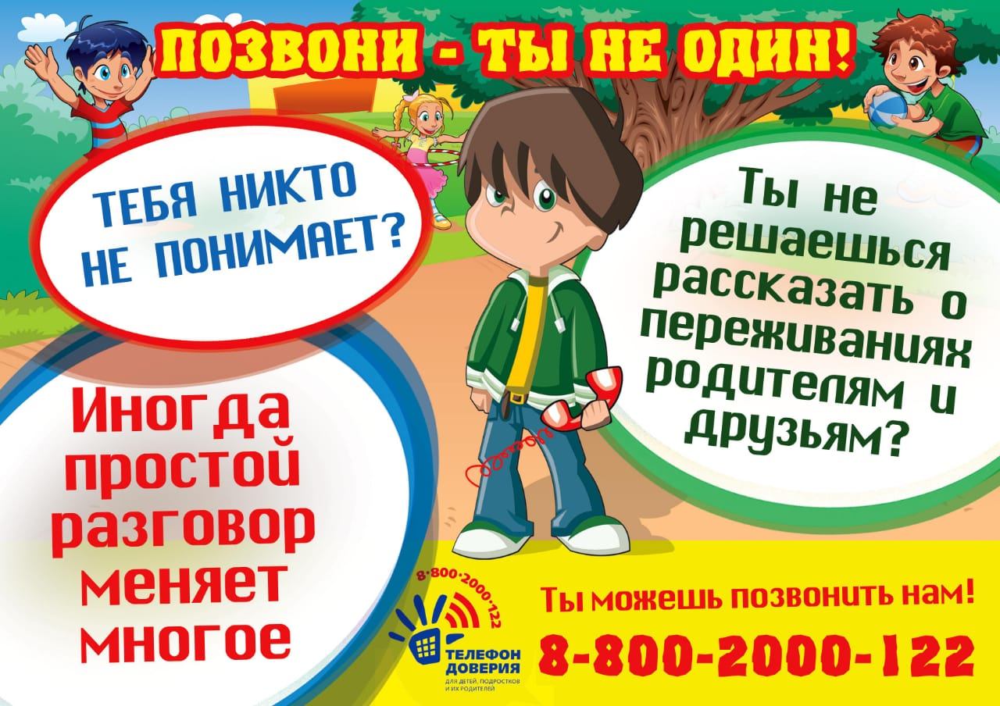 ПОЗВОНИ - ТЫ НЕ ОДИН!
ТЕБЯ НИКТО
НЕ ПОНИМАЕТ?
Ты не
решаешься
рассказать о
переживаниях
родителям и
друзьям?
Иногда
простой
разговор
меняет
многое
8·800·2000·122
ТЕЛЕФОН
ДОВЕРИЯ
ДЛЯ ДЕТЕЙ, ПОДРОСТКОВ
И ИХ РОДИТЕЛЕЙ
Ты можешь позвонить нам!
8-800-2000-122